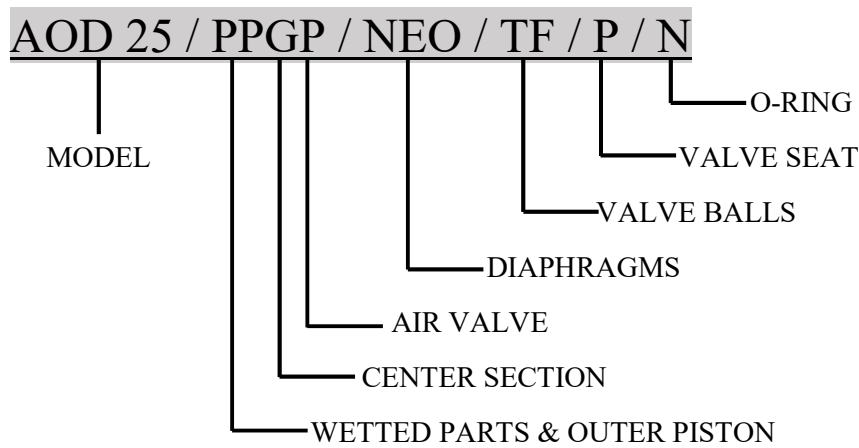 AOD 25 / PPGP / NEO / TF / P / N
O-RING
MODEL
VALVE SEAT
VALVE BALLS
DIAPHRAGMS
AIR VALVE
CENTER SECTION
WETTED PARTS & OUTER PISTON